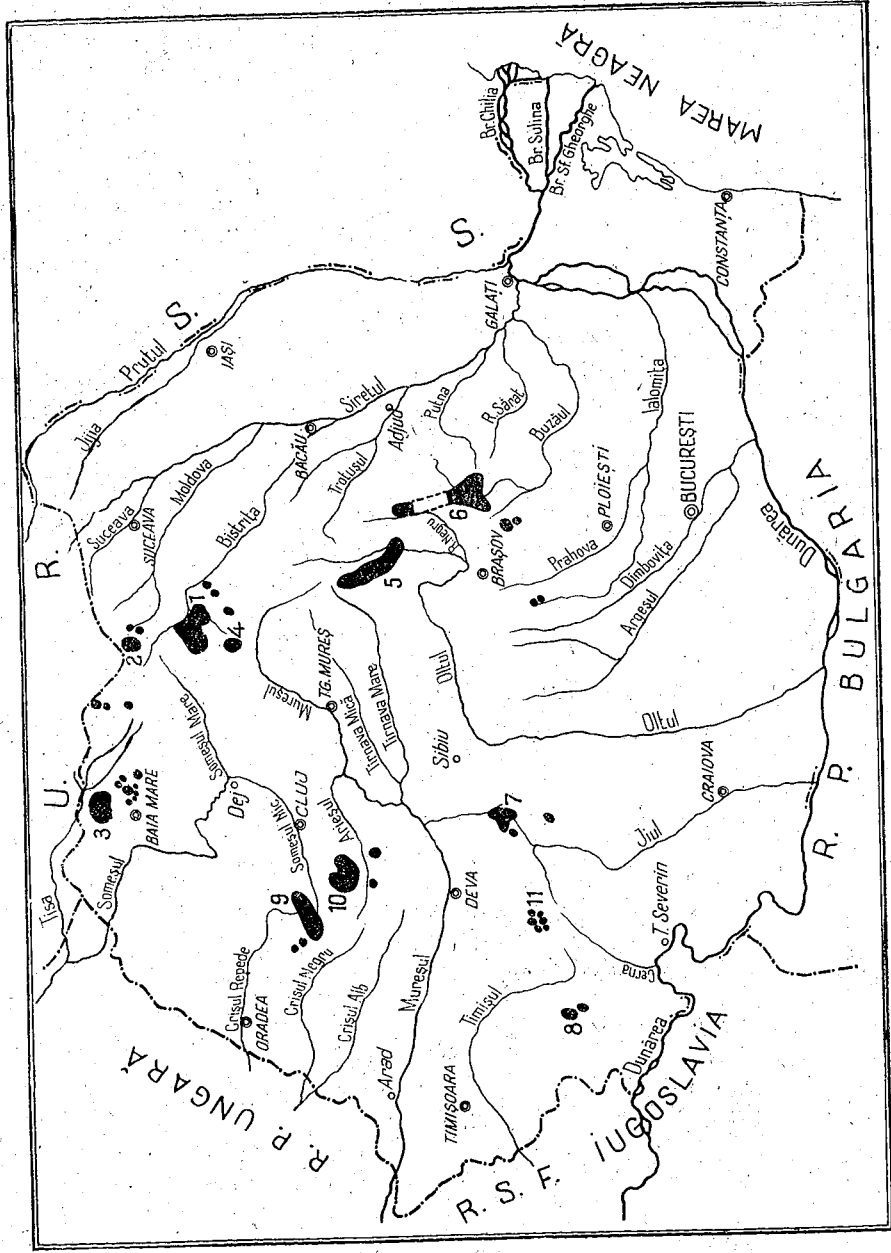 U.
R.
S.
S.
Tisa
Someșul
3
BAIA MARE
2
Suceava
SUCEAVA
Moldova
Jijia
Prutul
IAȘI
Siretul
Bistrița
BACĂU
Trotușul
Adjud
1
4
Someșul Mare
Dej
Someșul Mic
CLUJ
Crișul Repede
ORADEA
9
10
Arieșul
Crișul Negru
Crișul Alb
R. P. UNGARĂ
Mureșul
TG. MUREȘ
Tîrnava Mică
Tîrnava Mare
5
R. Negru
6
Putna
R. Sărat
Buzăul
GALAȚI
Br. Chilia
Br. Sulina
Br. Sf. Gheorghe
MAREA NEAGRĂ
Arad
Mureșul
DEVA
Sibiu
Oltul
BRAȘOV
TIMIȘOARA
Timișul
11
7
8
Prahova
PLOIEȘTI
Ialomița
Dîmbovița
BUCUREȘTI
Argeșul
CONSTANȚA
Cerna
T. Severin
Jiul
CRAIOVA
Oltul
Dunărea
Dunărea
R. S. F. IUGOSLAVIA
R. P. BULGARIA